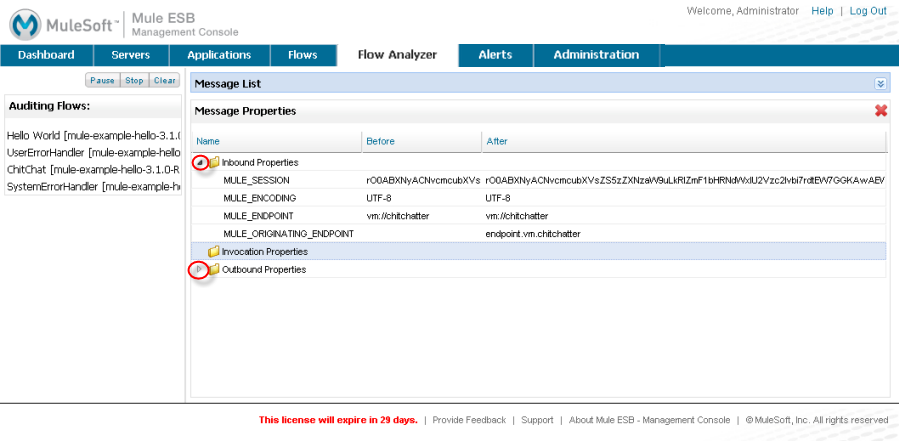 Welcome, Administrator Help | Log Out
MuleSoft™ Mule ESB
Management Console
Dashboard Servers Applications Flows Flow Analyzer Alerts Administration
Pause Stop Clear
Auditing Flows:
Hello World [mule-example-hello-3.1.0
UserErrorHandler [mule-example-hello
ChitChat [mule-example-hello-3.1.0-R
SystemErrorHandler [mule-example-h
Message List
Message Properties
Name Before After
Inbound Properties
MULE_SESSION
MULE_ENCODING UTF-8 UTF-8
MULE_ENDPOINT vm://chitchatter vm://chitchatter
MULE_ORIGINATING_ENDPOINT endpoint.vm.chitchatter
Invocation Properties
Outbound Properties
This license will expire in 29 days. | Provide Feedback | Support | About Mule ESB - Management Console | © MuleSoft, Inc. All rights reserved